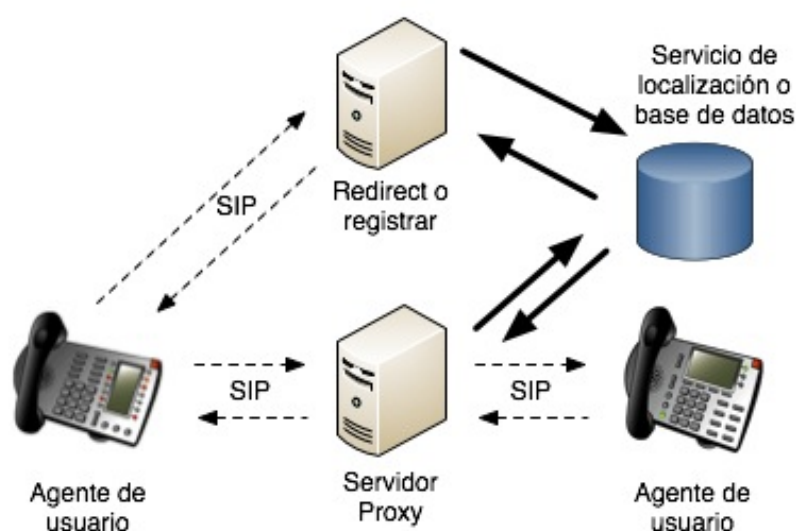 Servicio de
localización o
base de datos
SIP
Redirect o
registrar
SIP
SIP
Agente de
usuario
Servidor
Proxy
Agente de
usuario